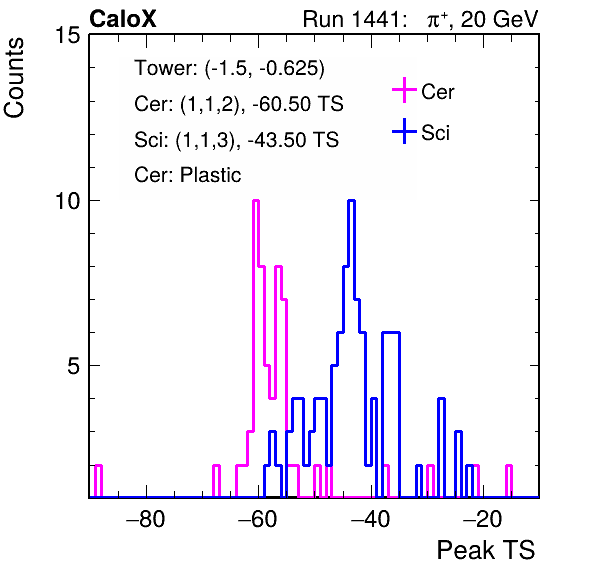 CaloX Run 1441: π⁺, 20 GeV
Counts
15
Tower: (-1.5, -0.625)
Cer: (1,1,2), -60.50 TS
Sci: (1,1,3), -43.50 TS
Cer: Plastic
Cer
Sci
10
5
−80 −60 −40 −20
Peak TS